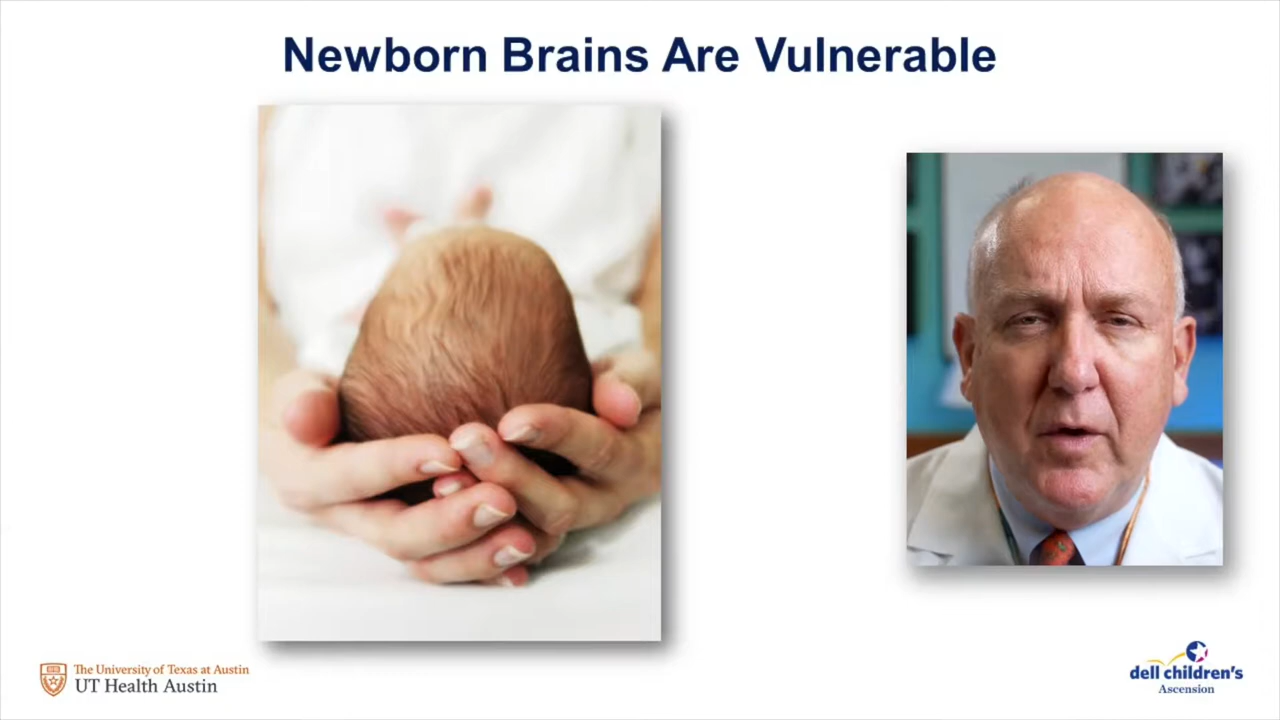 Newborn Brains Are Vulnerable
The University of Texas at Austin
UT Health Austin
dell children's
Ascension